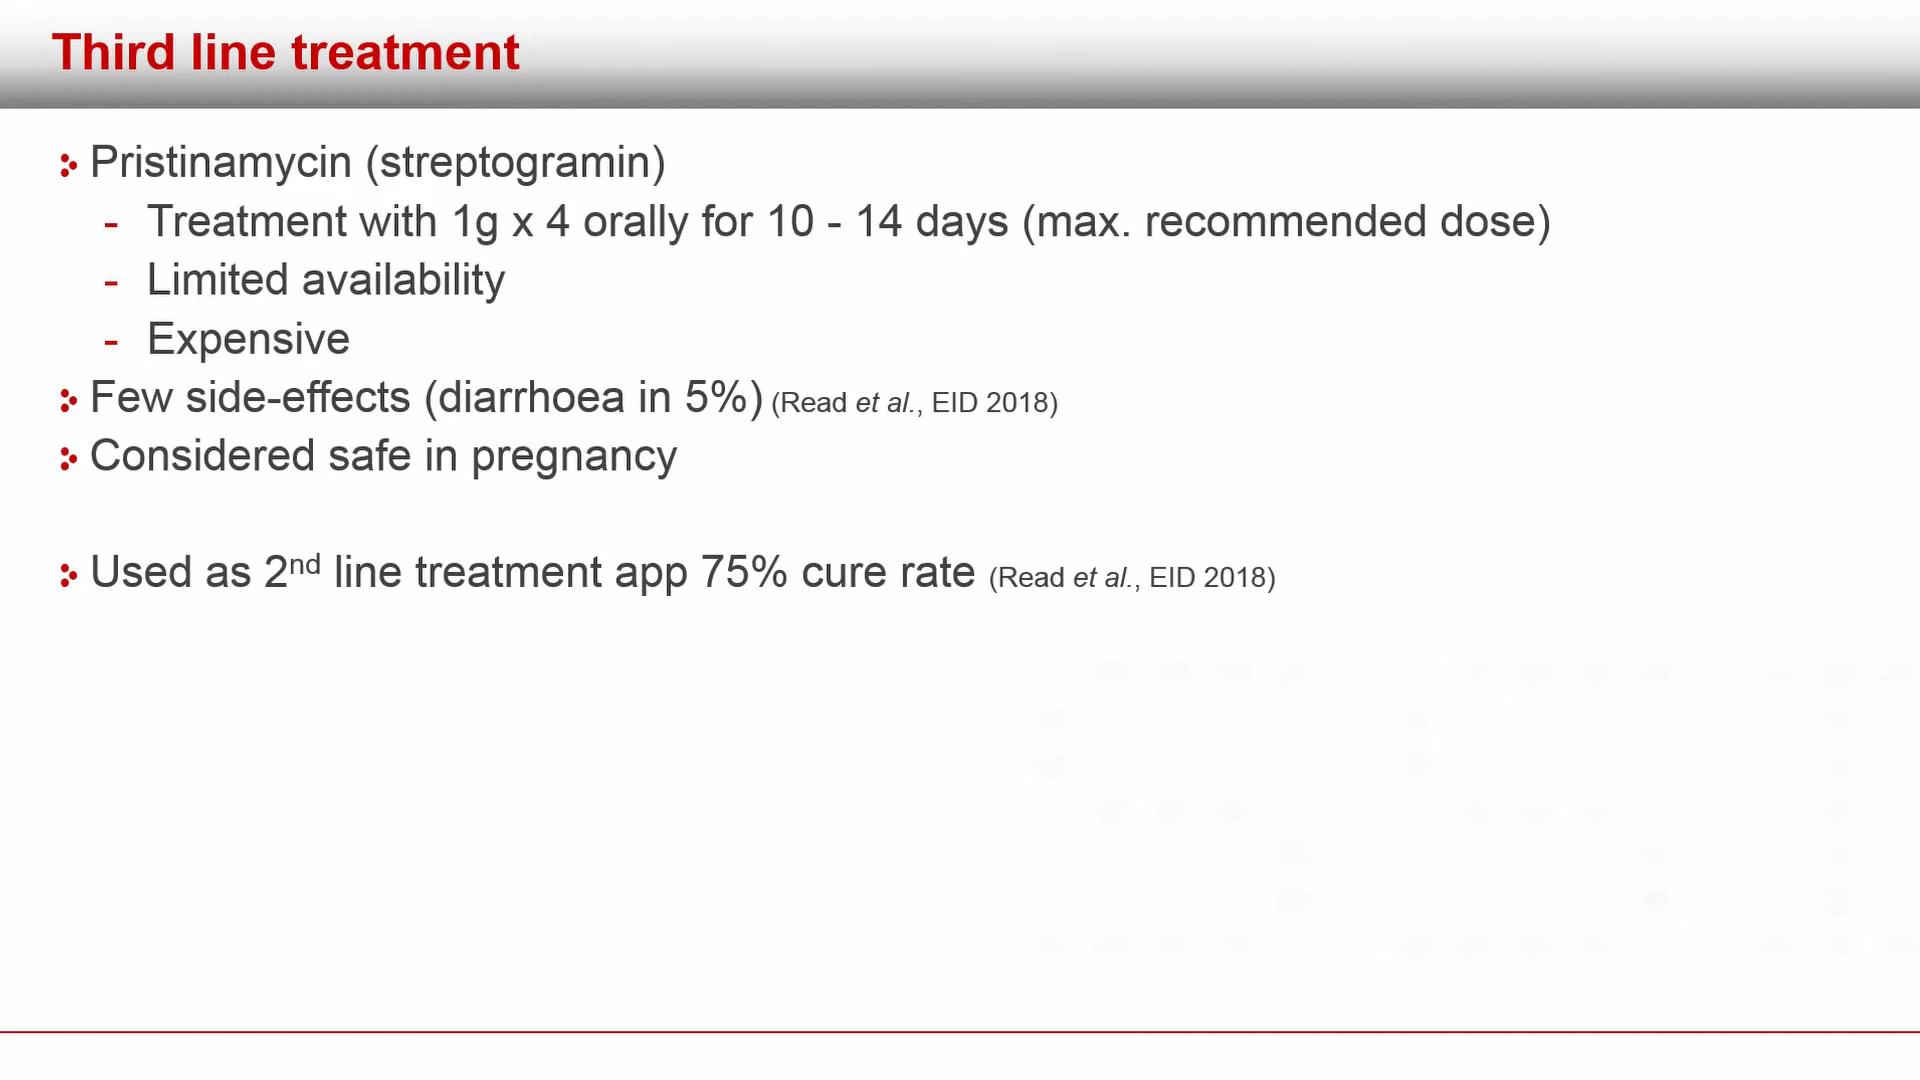 Third line treatment
Pristinamycin (streptogramin)
- Treatment with 1g x 4 orally for 10 - 14 days (max. recommended dose)
- Limited availability
- Expensive
Few side-effects (diarrhoea in 5%) (Read et al., EID 2018)
Considered safe in pregnancy
Used as 2nd line treatment app 75% cure rate (Read et al., EID 2018)